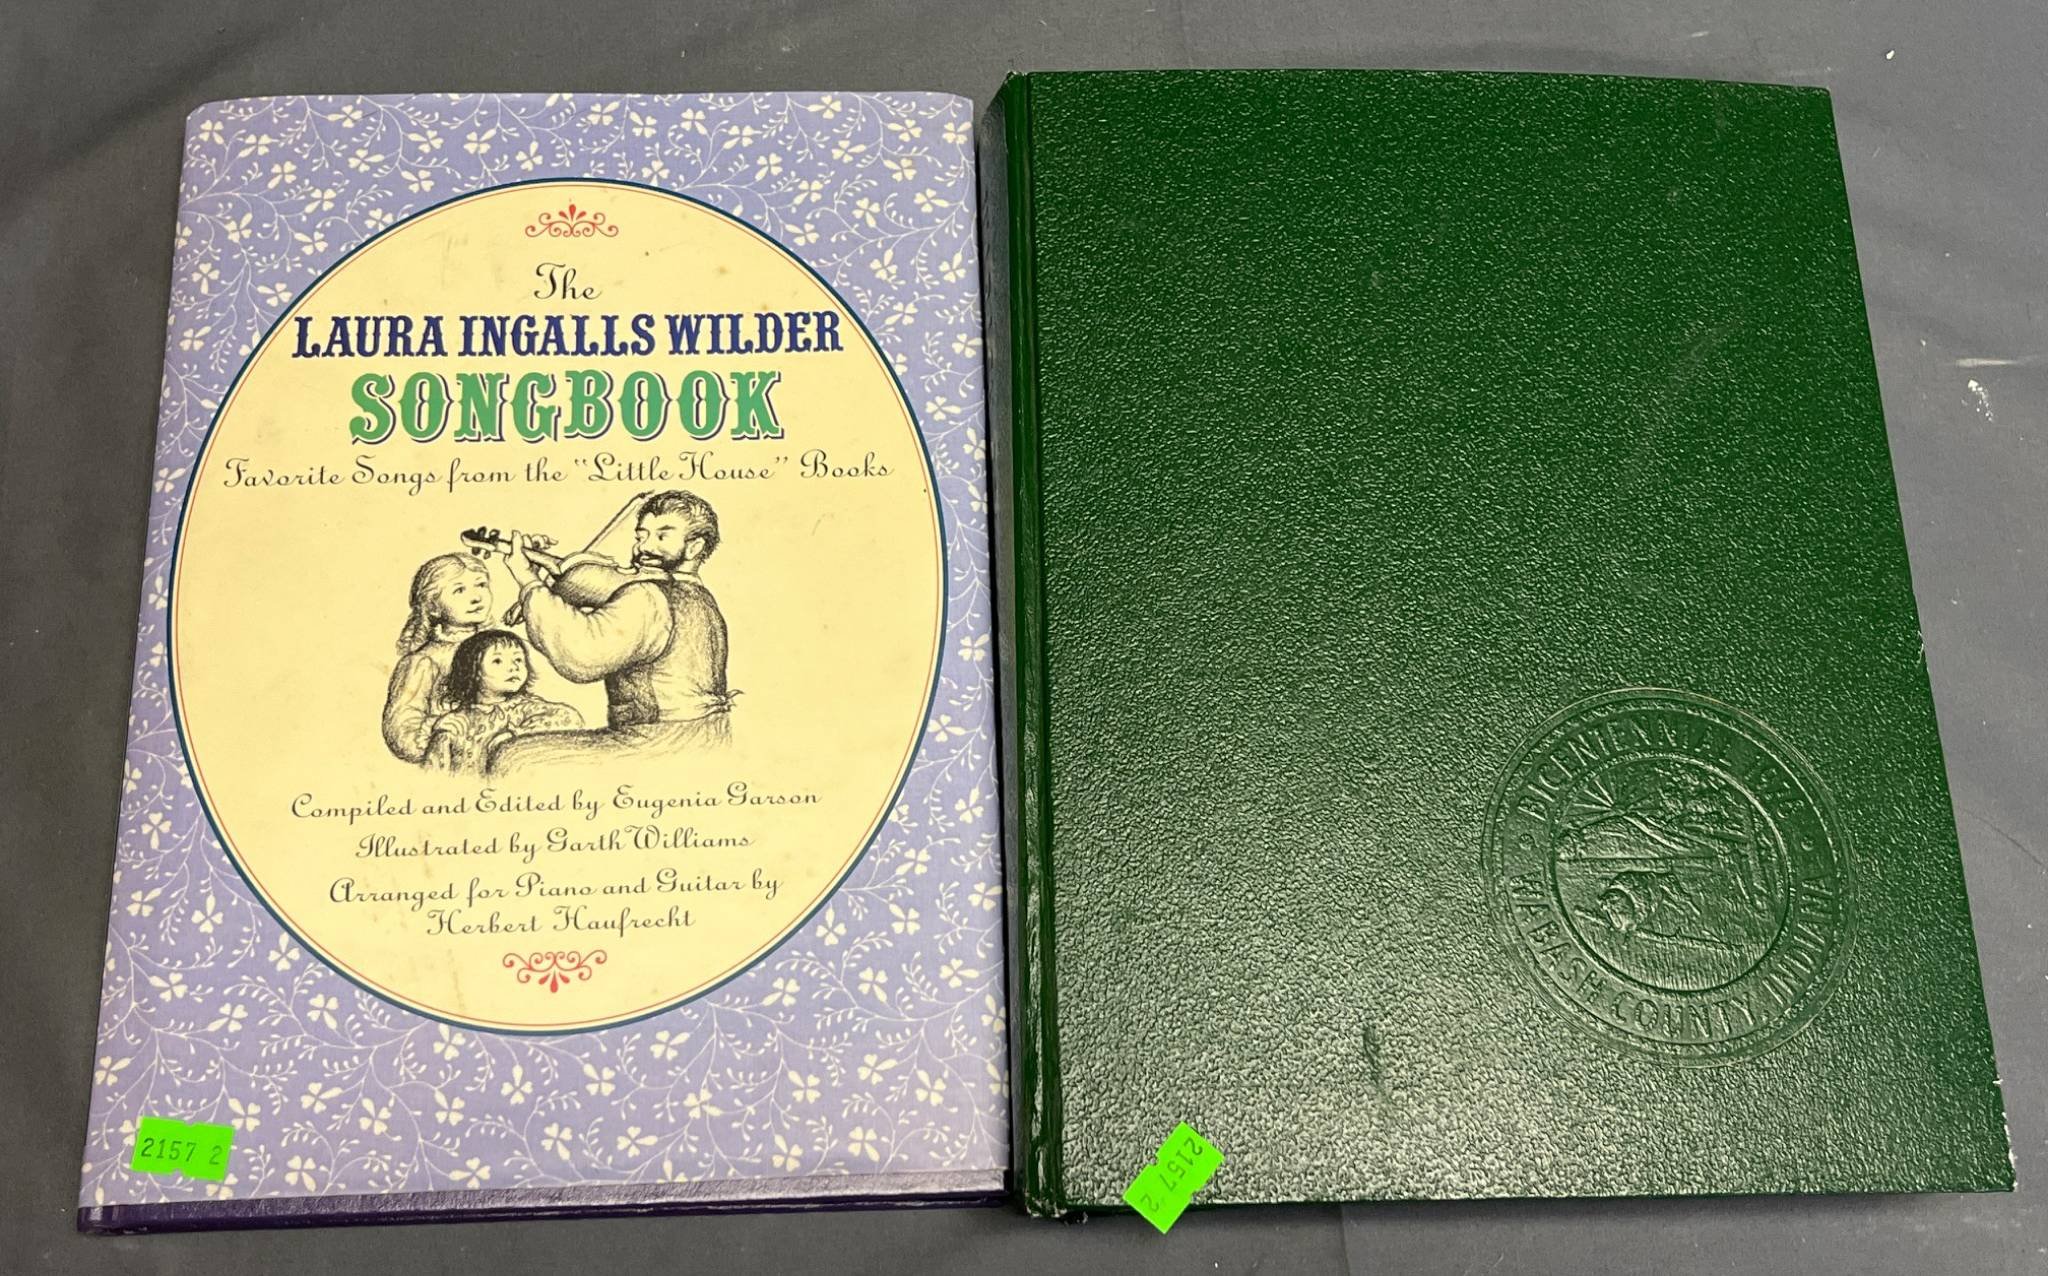 The
LAURA INGALLS WILDER
SONGBOOK
Favorite Songs from the "Little House" Books
Compiled and Edited by Eugenia Garson
Illustrated by Garth Williams
Arranged for Piano and Guitar by
Herbert Haufrecht
2157 2
BICENTENNIAL 1976
WABASH COUNTY, INDIANA
2157 2